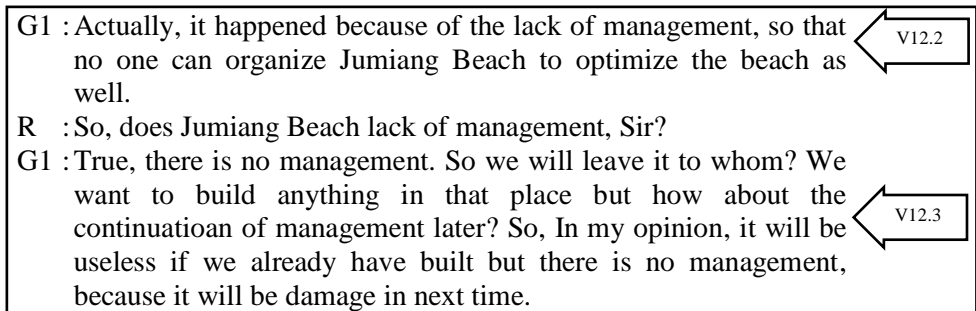 G1 : Actually, it happened because of the lack of management, so that
no one can organize Jumiang Beach to optimize the beach as
well.
V12.2
R : So, does Jumiang Beach lack of management, Sir?
G1 : True, there is no management. So we will leave it to whom? We
want to build anything in that place but how about the
continuatioan of management later? So, In my opinion, it will be
useless if we already have built but there is no management,
because it will be damage in next time.
V12.3